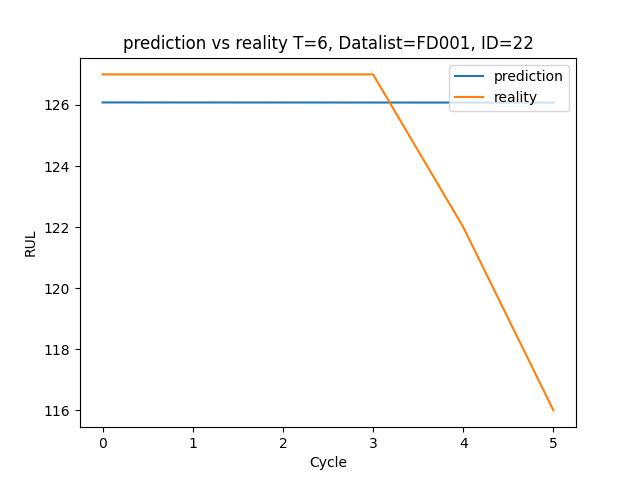 prediction vs reality T=6, Datalist=FD001, ID=22
prediction
reality
126
124
122
120
118
116
RUL
0 1 2 3 4 5
Cycle